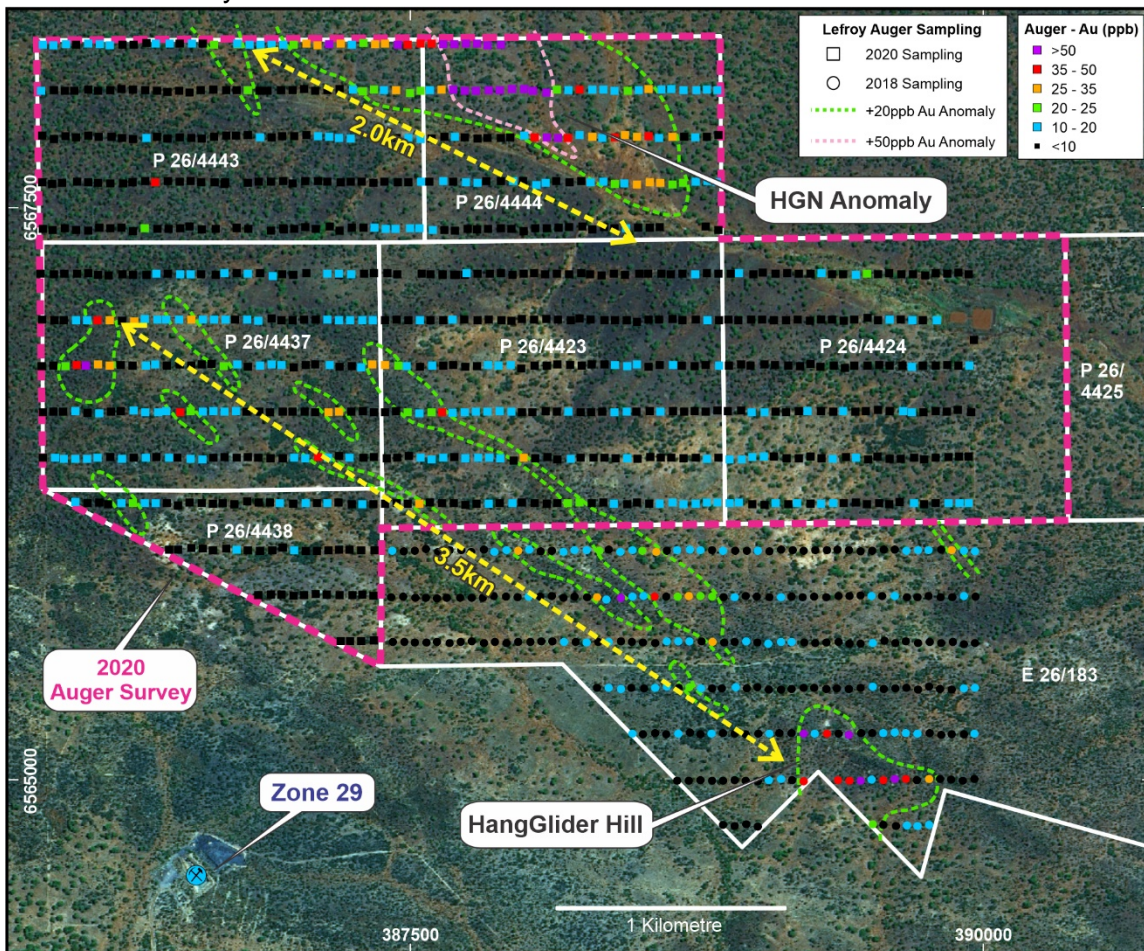 Lefroy Auger Sampling
2020 Sampling
2018 Sampling
+20ppb Au Anomaly
+50ppb Au Anomaly
Auger - Au (ppb)
>50
35 - 50
25 - 35
20 - 25
10 - 20
<10
2.0km
P 26/4443
P 26/4444
HGN Anomaly
6567500
P 26/4437
P 26/4423
P 26/4424
P 26/
4425
P 26/4438
3.5km
2020
Auger Survey
E 26/183
Zone 29
HangGlider Hill
6565000
1 Kilometre
387500
390000